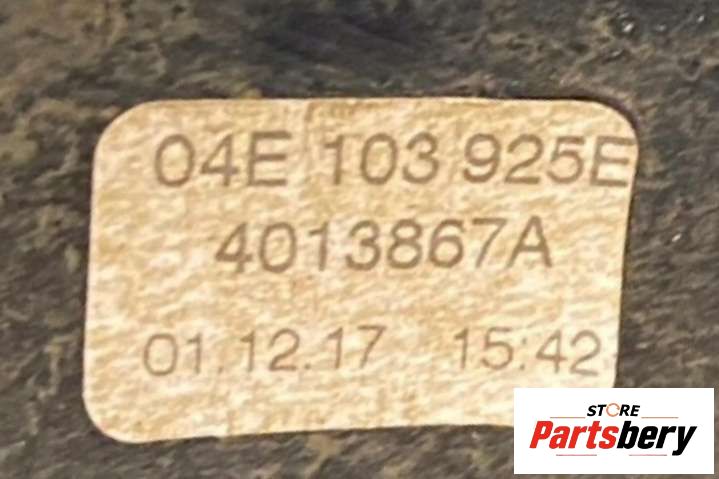 04E 103 925E
4013867A
01.12.17 15:42
STORE
Partsbery